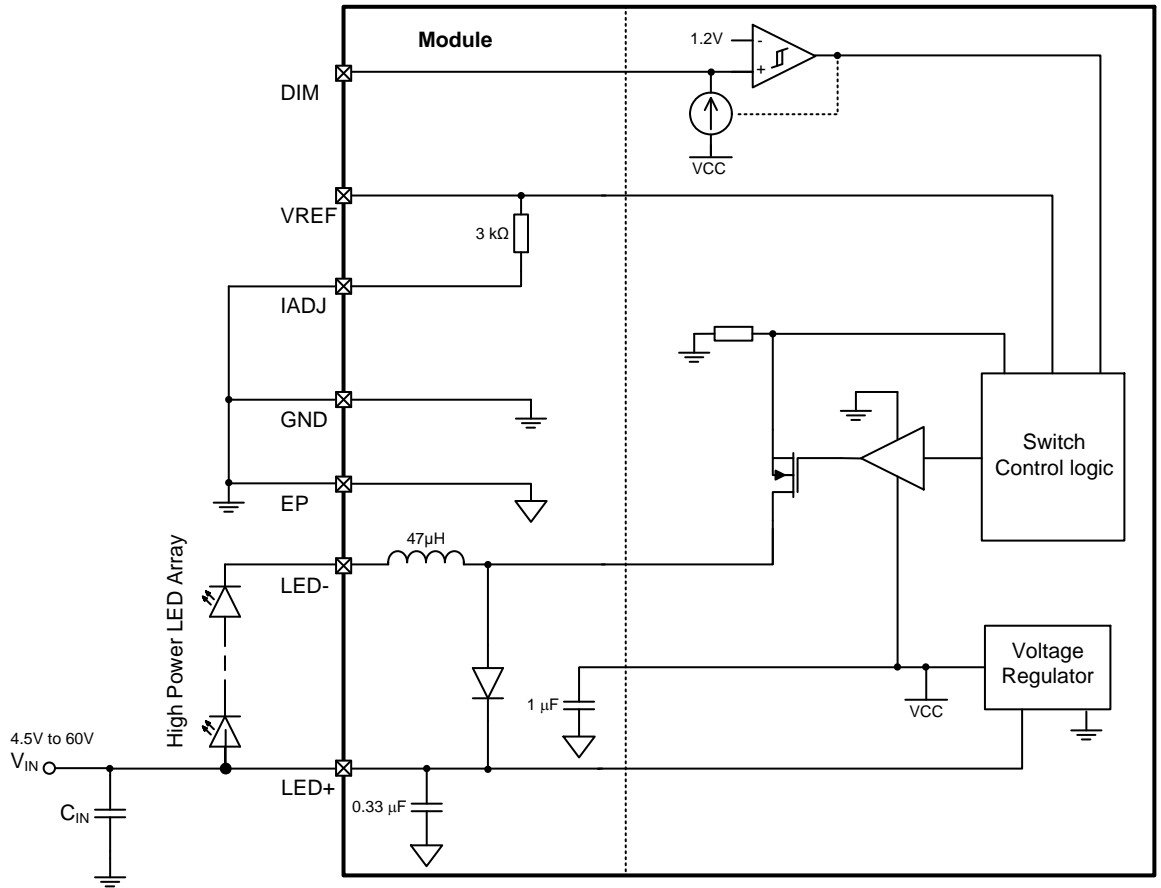 Module
1.2V
-
+
DIM
VCC
VREF
3 kΩ
IADJ
GND
Switch
Control logic
EP
47µH
LED-
High Power LED Array
Voltage
Regulator
1 µF
VCC
4.5V to 60V
VIN
LED+
0.33 µF
CIN